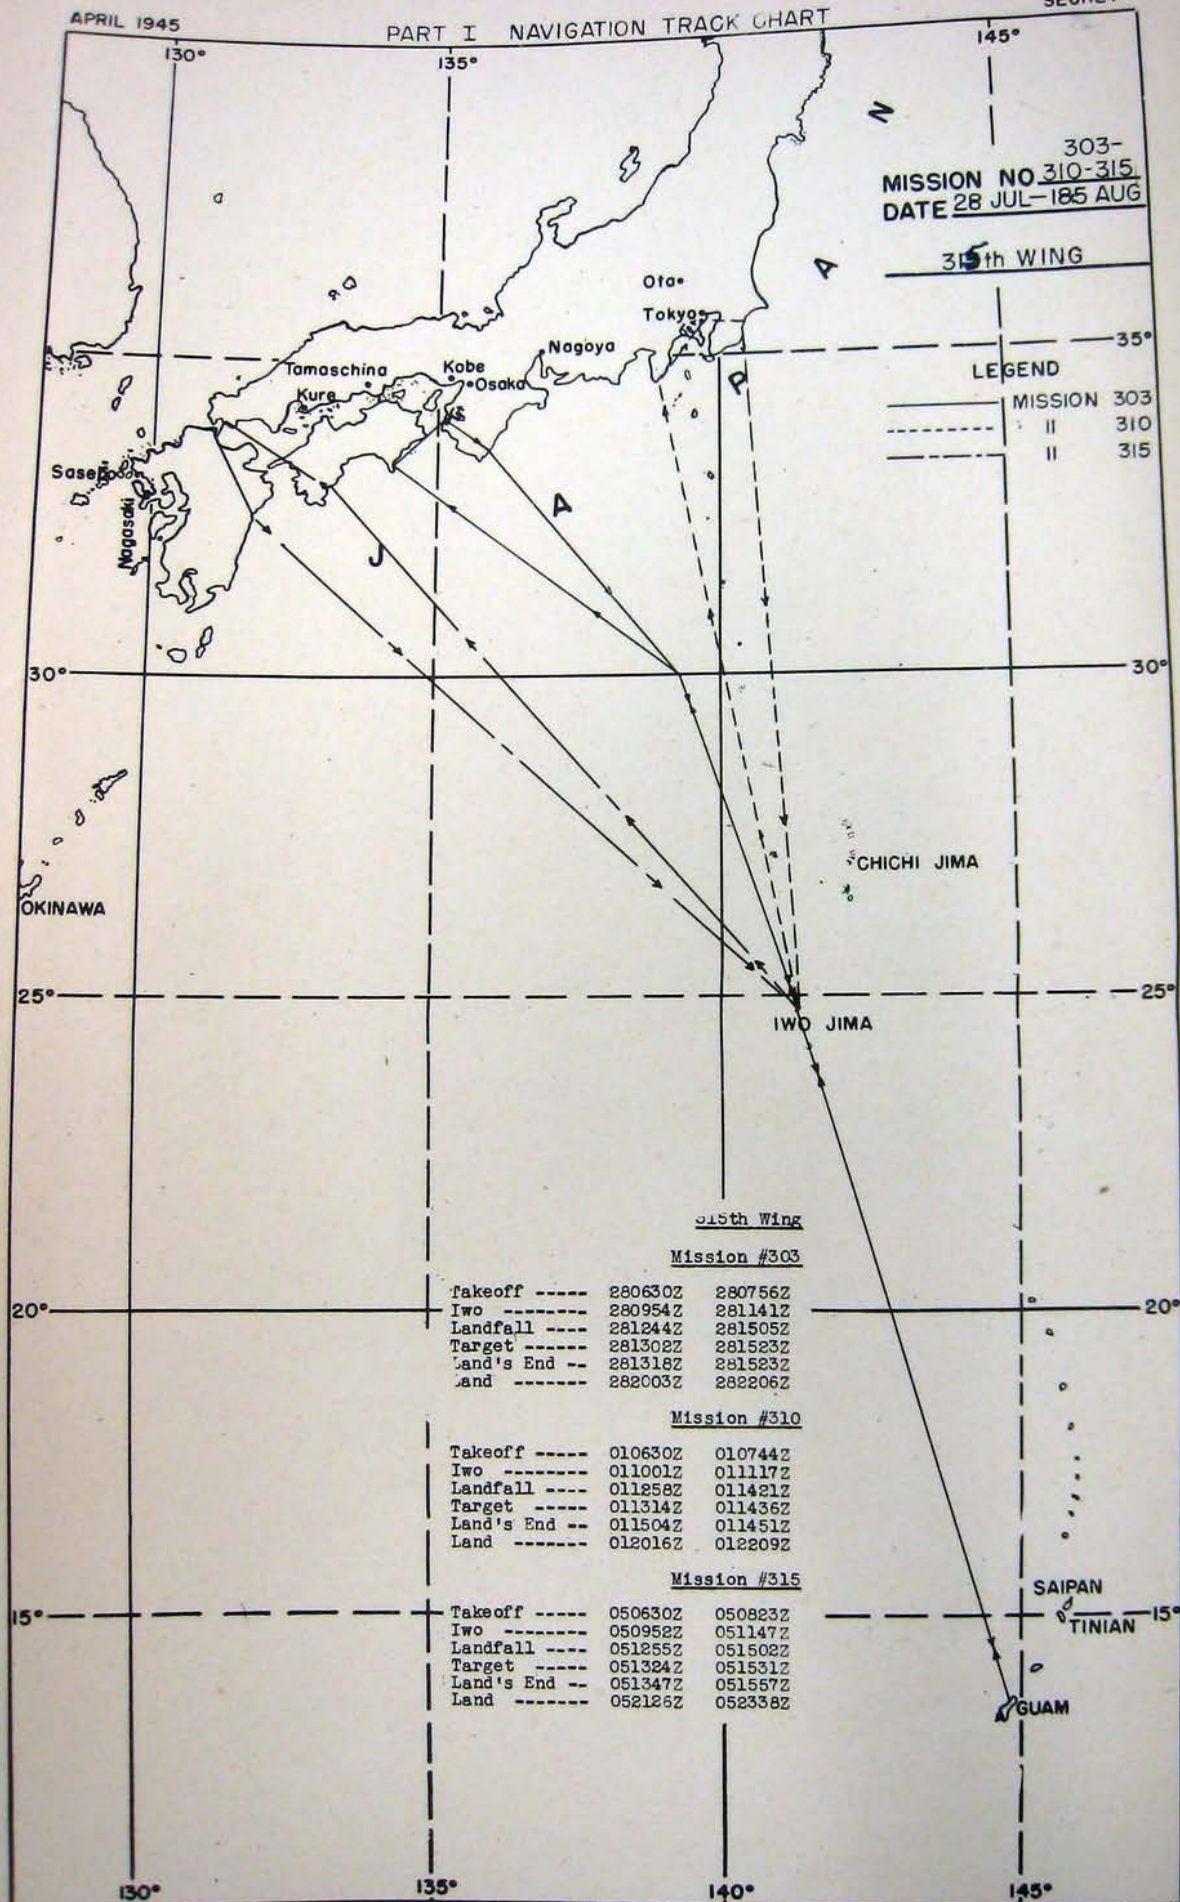 APRIL 1945
PART I NAVIGATION TRACK CHART
130°
135°
145°
N
303-
MISSION NO 310-315
DATE 28 JUL-185 AUG
315th WING
A
Ota
Tokyo
35°
LEGEND
MISSION 303
" 310
" 315
Nagoya
Kobe
Osaka
Tamaschina
Kure
P
Sasebo
Nagasaki
A
J
30°
30°
CHICHI JIMA
OKINAWA
25°
25°
IWO JIMA
315th Wing
Mission #303
Takeoff ----- 280630Z 280756Z
Iwo -------- 280954Z 281141Z
Landfall ---- 281244Z 281505Z
Target ------ 281302Z 281523Z
Land's End -- 281318Z 281523Z
Land ------- 282003Z 282206Z
20°
20°
Mission #310
Takeoff ----- 010630Z 010744Z
Iwo -------- 011001Z 011117Z
Landfall ---- 011258Z 011421Z
Target ----- 011314Z 011436Z
Land's End -- 011504Z 011451Z
Land ------- 012016Z 012209Z
Mission #315
Takeoff ----- 050630Z 050823Z
Iwo -------- 050952Z 051147Z
Landfall ---- 051255Z 051502Z
Target ----- 051324Z 051531Z
Land's End -- 051347Z 051557Z
Land ------- 052126Z 052338Z
SAIPAN
15°
15°
TINIAN
GUAM
130°
135°
140°
145°